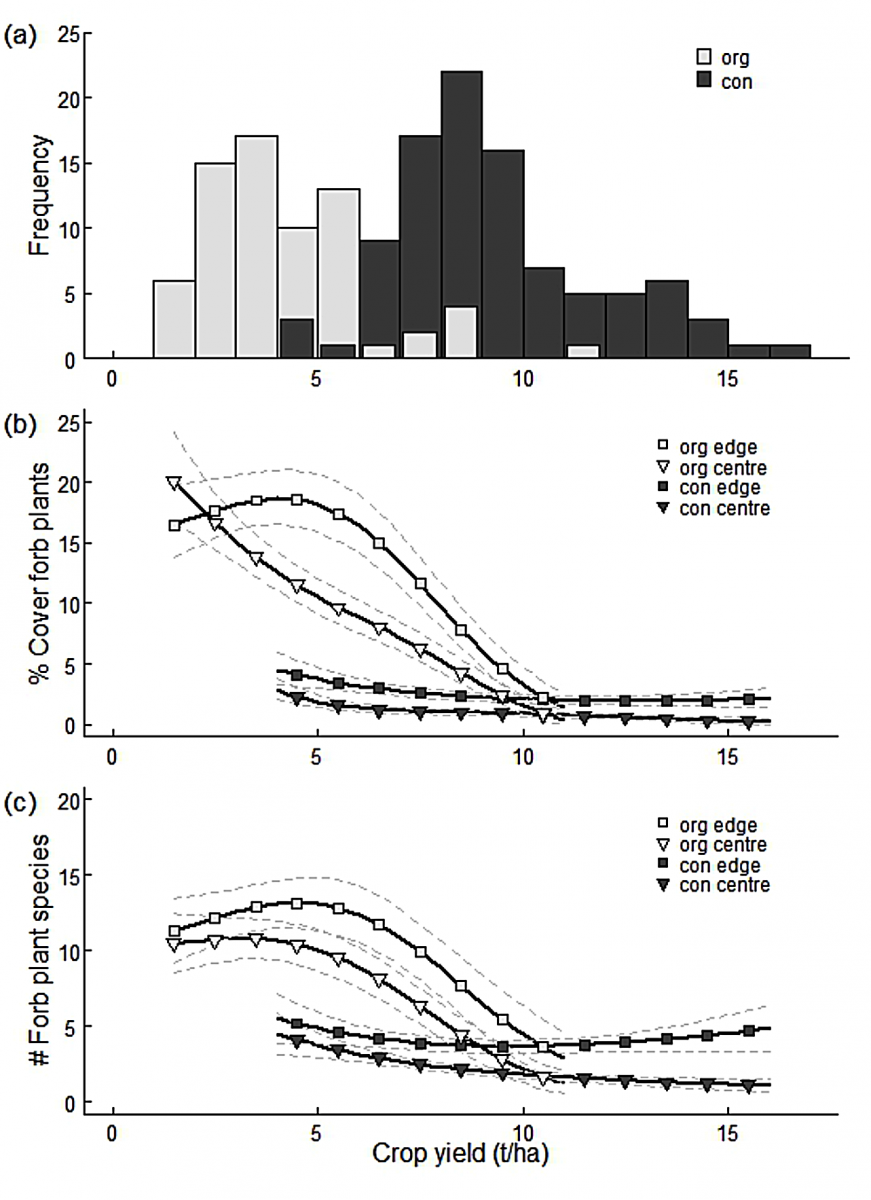 (a)
25
20
15
10
5
0
Frequency
org
con
0 5 10 15
(b)
25
20
15
10
5
0
% Cover forb plants
org edge
org centre
con edge
con centre
0 5 10 15
(c)
20
15
10
5
0
# Forb plant species
org edge
org centre
con edge
con centre
0 5 10 15
Crop yield (t/ha)